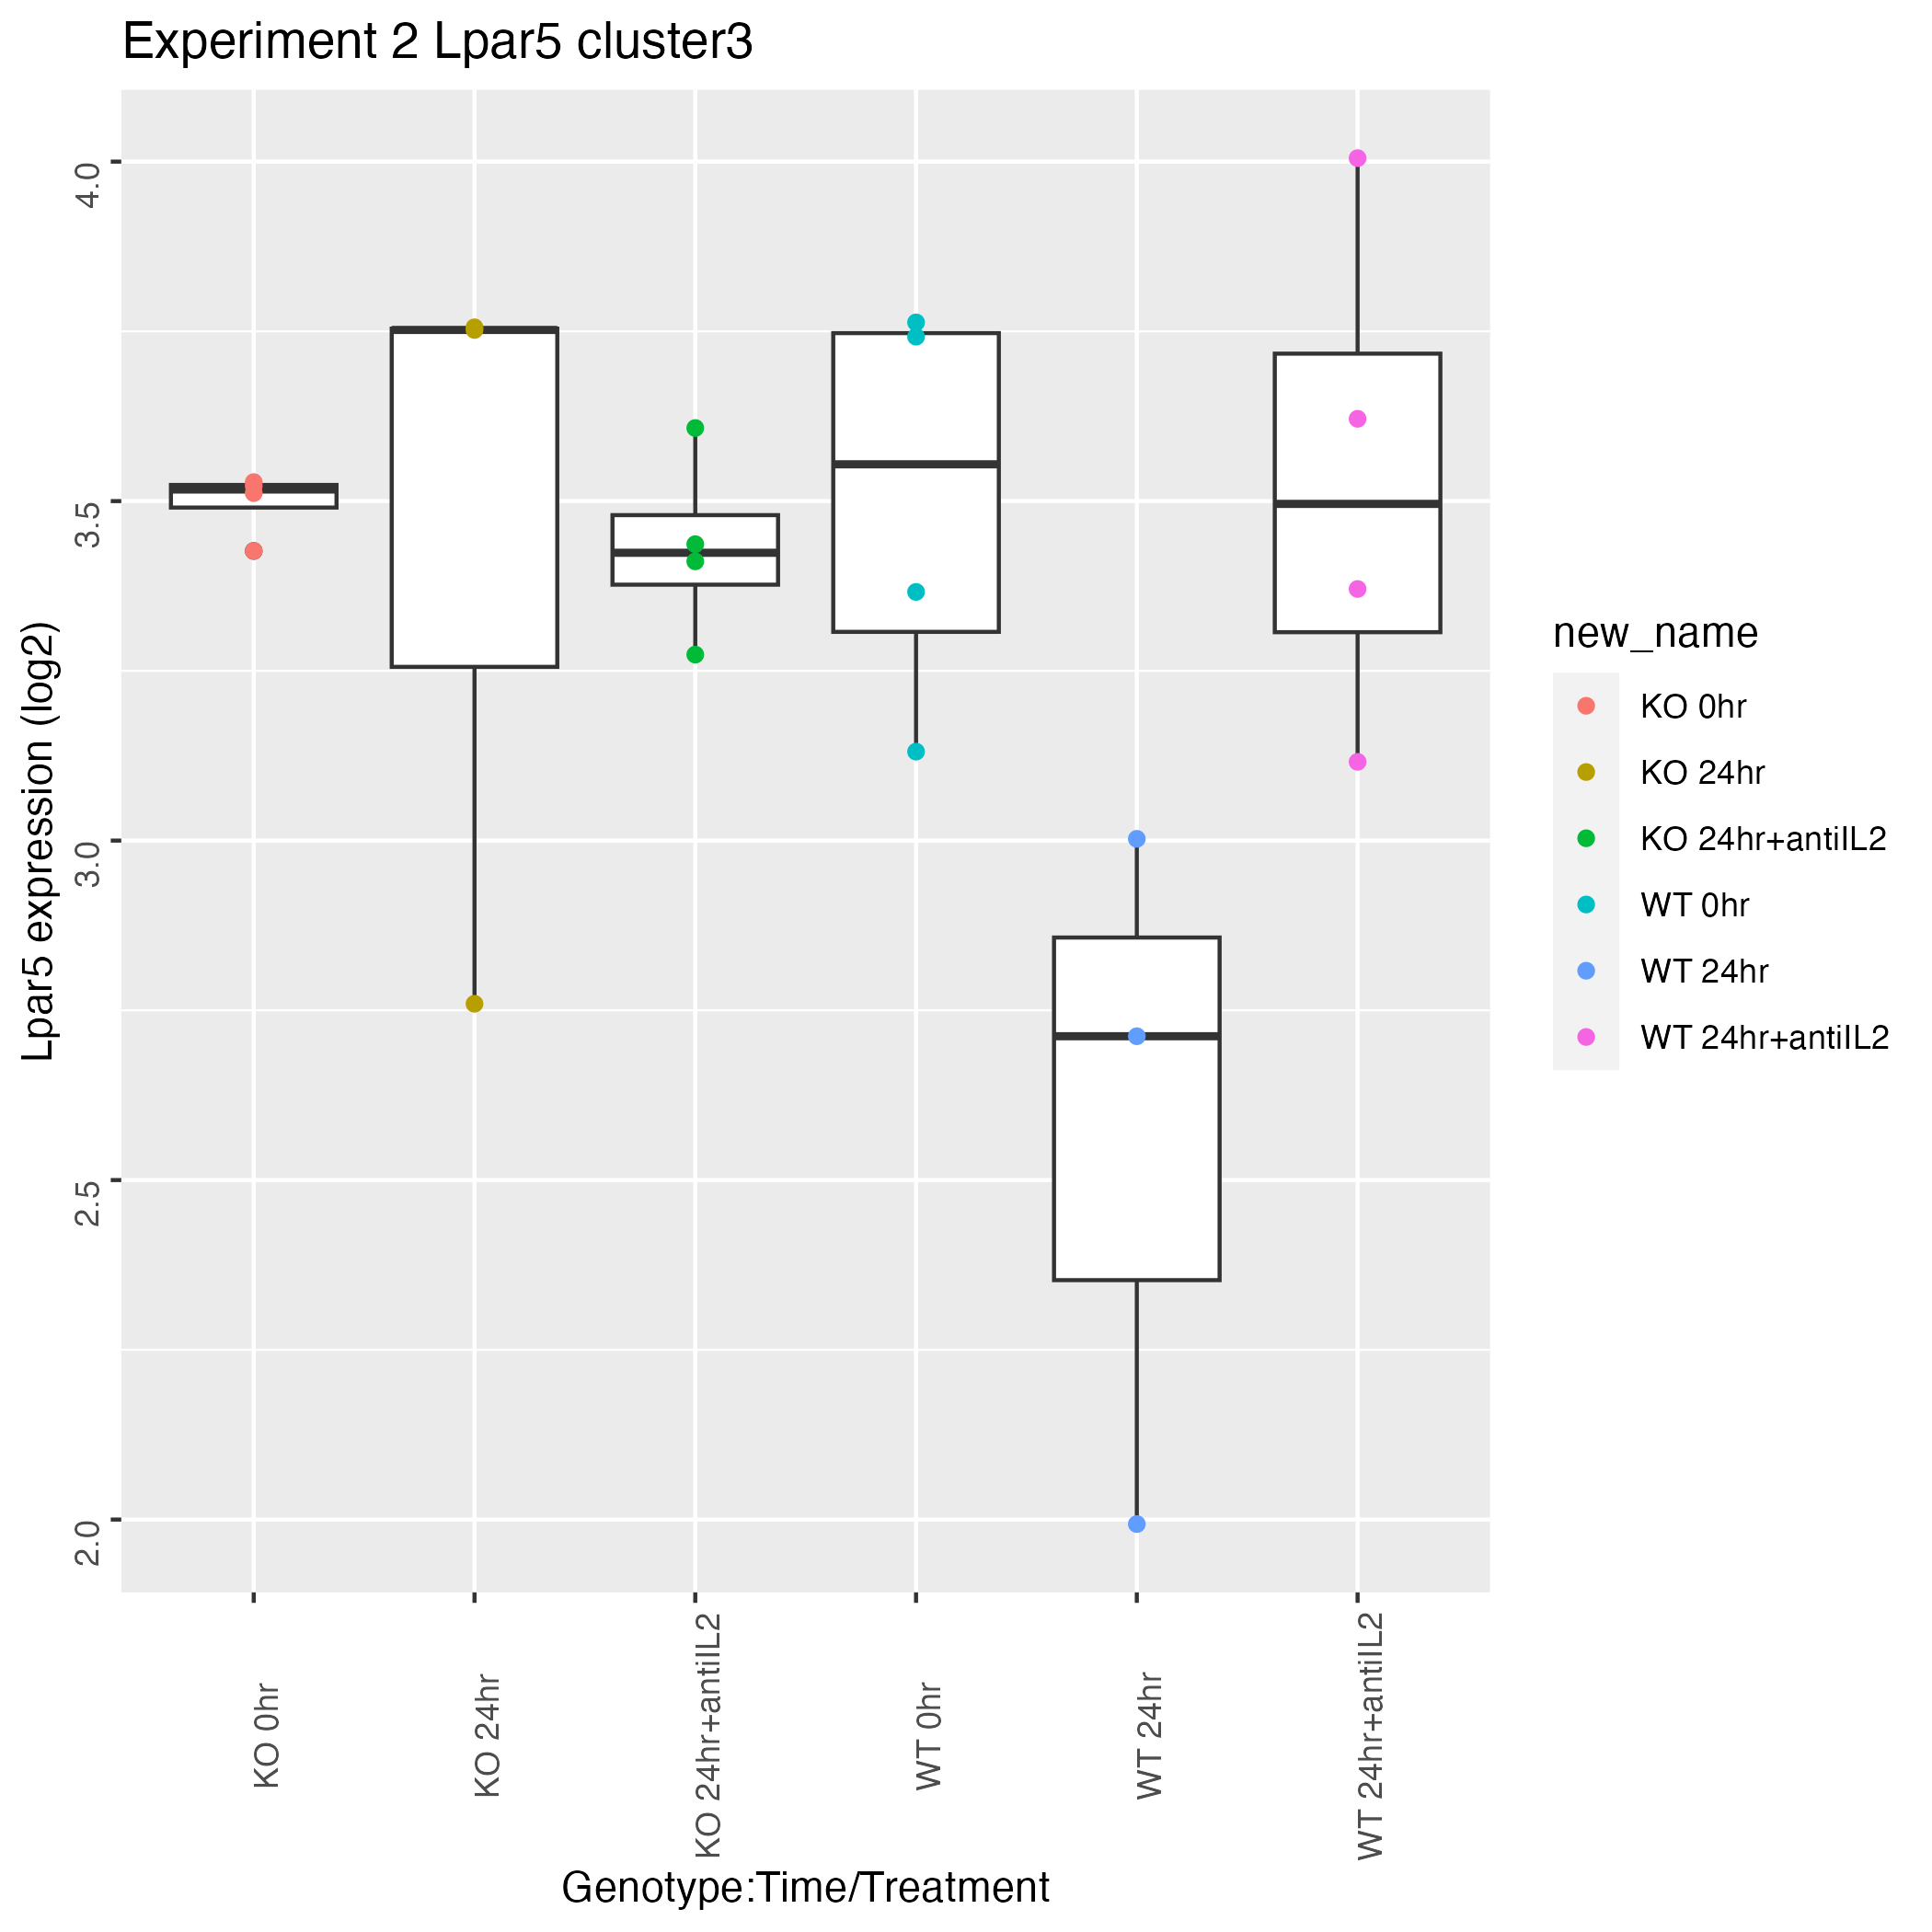 Experiment 2 Lpar5 cluster3
Lpar5 expression (log2)
4.0
3.5
3.0
2.5
2.0
KO 0hr
KO 24hr
KO 24hr+antiIL2
WT 0hr
WT 24hr
WT 24hr+antiIL2
Genotype:Time/Treatment
new_name
KO 0hr
KO 24hr
KO 24hr+antiIL2
WT 0hr
WT 24hr
WT 24hr+antiIL2